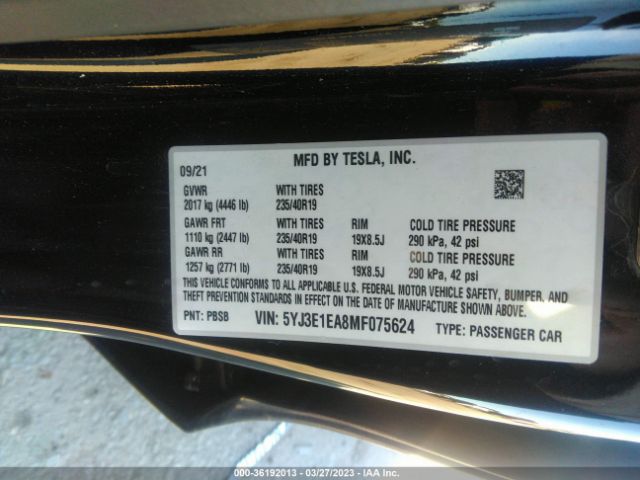 MFD BY TESLA, INC.
09/21
GVWR WITH TIRES
2017 kg (4446 lb) 235/40R19
GAWR FRT WITH TIRES RIM COLD TIRE PRESSURE
1110 kg (2447 lb) 235/40R19 19X8.5J 290 kPa, 42 psi
GAWR RR WITH TIRES RIM COLD TIRE PRESSURE
1257 kg (2771 lb) 235/40R19 19X8.5J 290 kPa, 42 psi
THIS VEHICLE CONFORMS TO ALL APPLICABLE U.S. FEDERAL MOTOR VEHICLE SAFETY, BUMPER, AND
THEFT PREVENTION STANDARDS IN EFFECT ON THE DATE OF MANUFACTURE SHOWN ABOVE.
PNT: PBSB VIN: 5YJ3E1EA8MF075624 TYPE: PASSENGER CAR
000-36192013 - 03/27/2023 - IAA Inc.